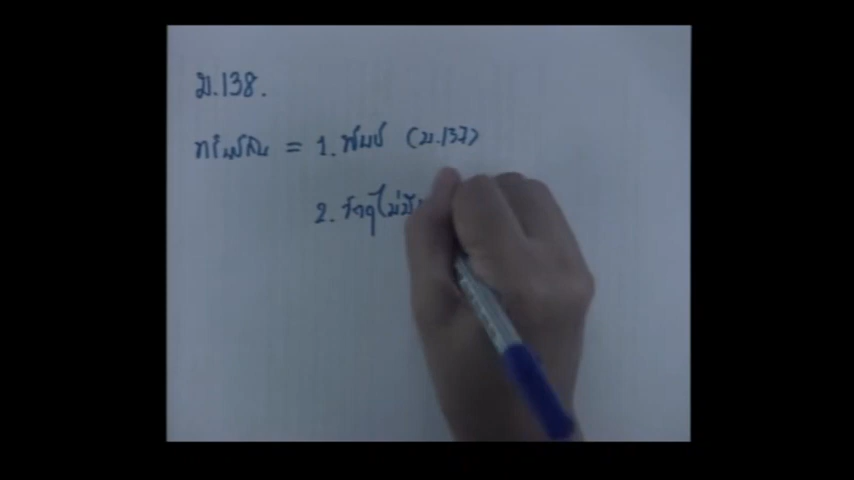 ม.138.
ทรัพย์สิน = 1. ทรัพย์ (ม.137)
2. วัตถุไม่มี